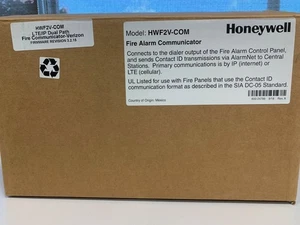 HWF2V-COM
LTE/IP Dual Path
Fire Communicator-Verizon
FIRMWARE REVISION
Honeywell
Model: HWF2V-COM
Fire Alarm Communicator
Connects to the dialer output of the Fire Alarm Control Panel,
and sends Contact ID transmissions via AlarmNet to Central
Stations. Primary communications is by IP (internet) or
LTE (cellular).
UL Listed for use with Fire Panels that use the Contact ID
communication format as described in the SIA DC-05 Standard.
Country of Origin: Mexico